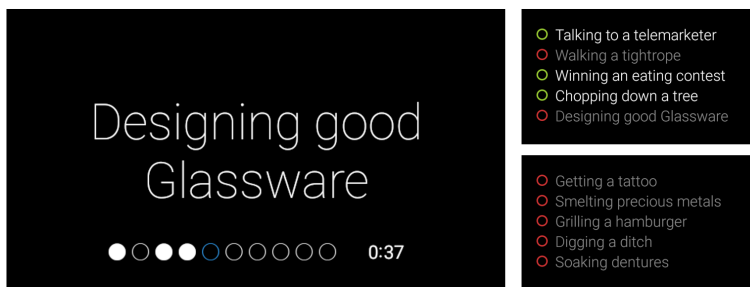 Designing good
Glassware
0:37
Talking to a telemarketer
Walking a tightrope
Winning an eating contest
Chopping down a tree
Designing good Glassware
Getting a tattoo
Smelting precious metals
Grilling a hamburger
Digging a ditch
Soaking dentures